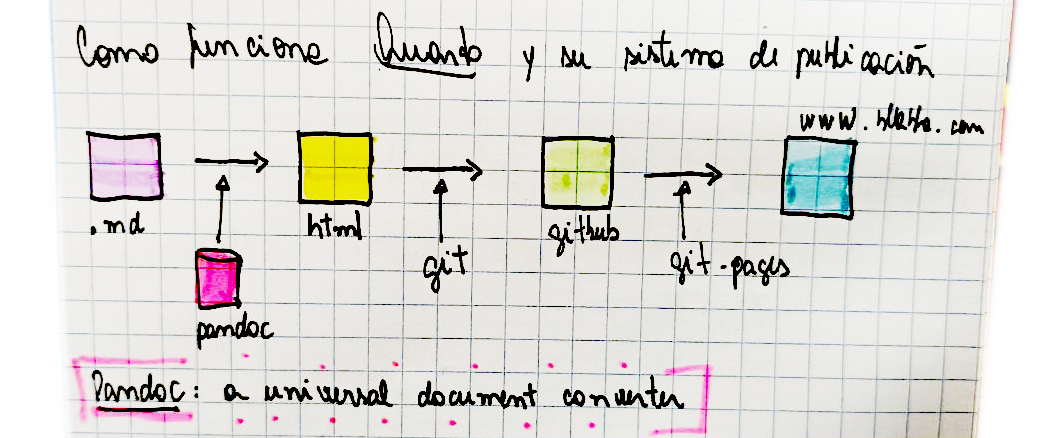 Como funciona Quarto y su sistema de publicación
www.blabla.com
.md
html
github
git
git-pages
pandoc
Pandoc: a universal document converter